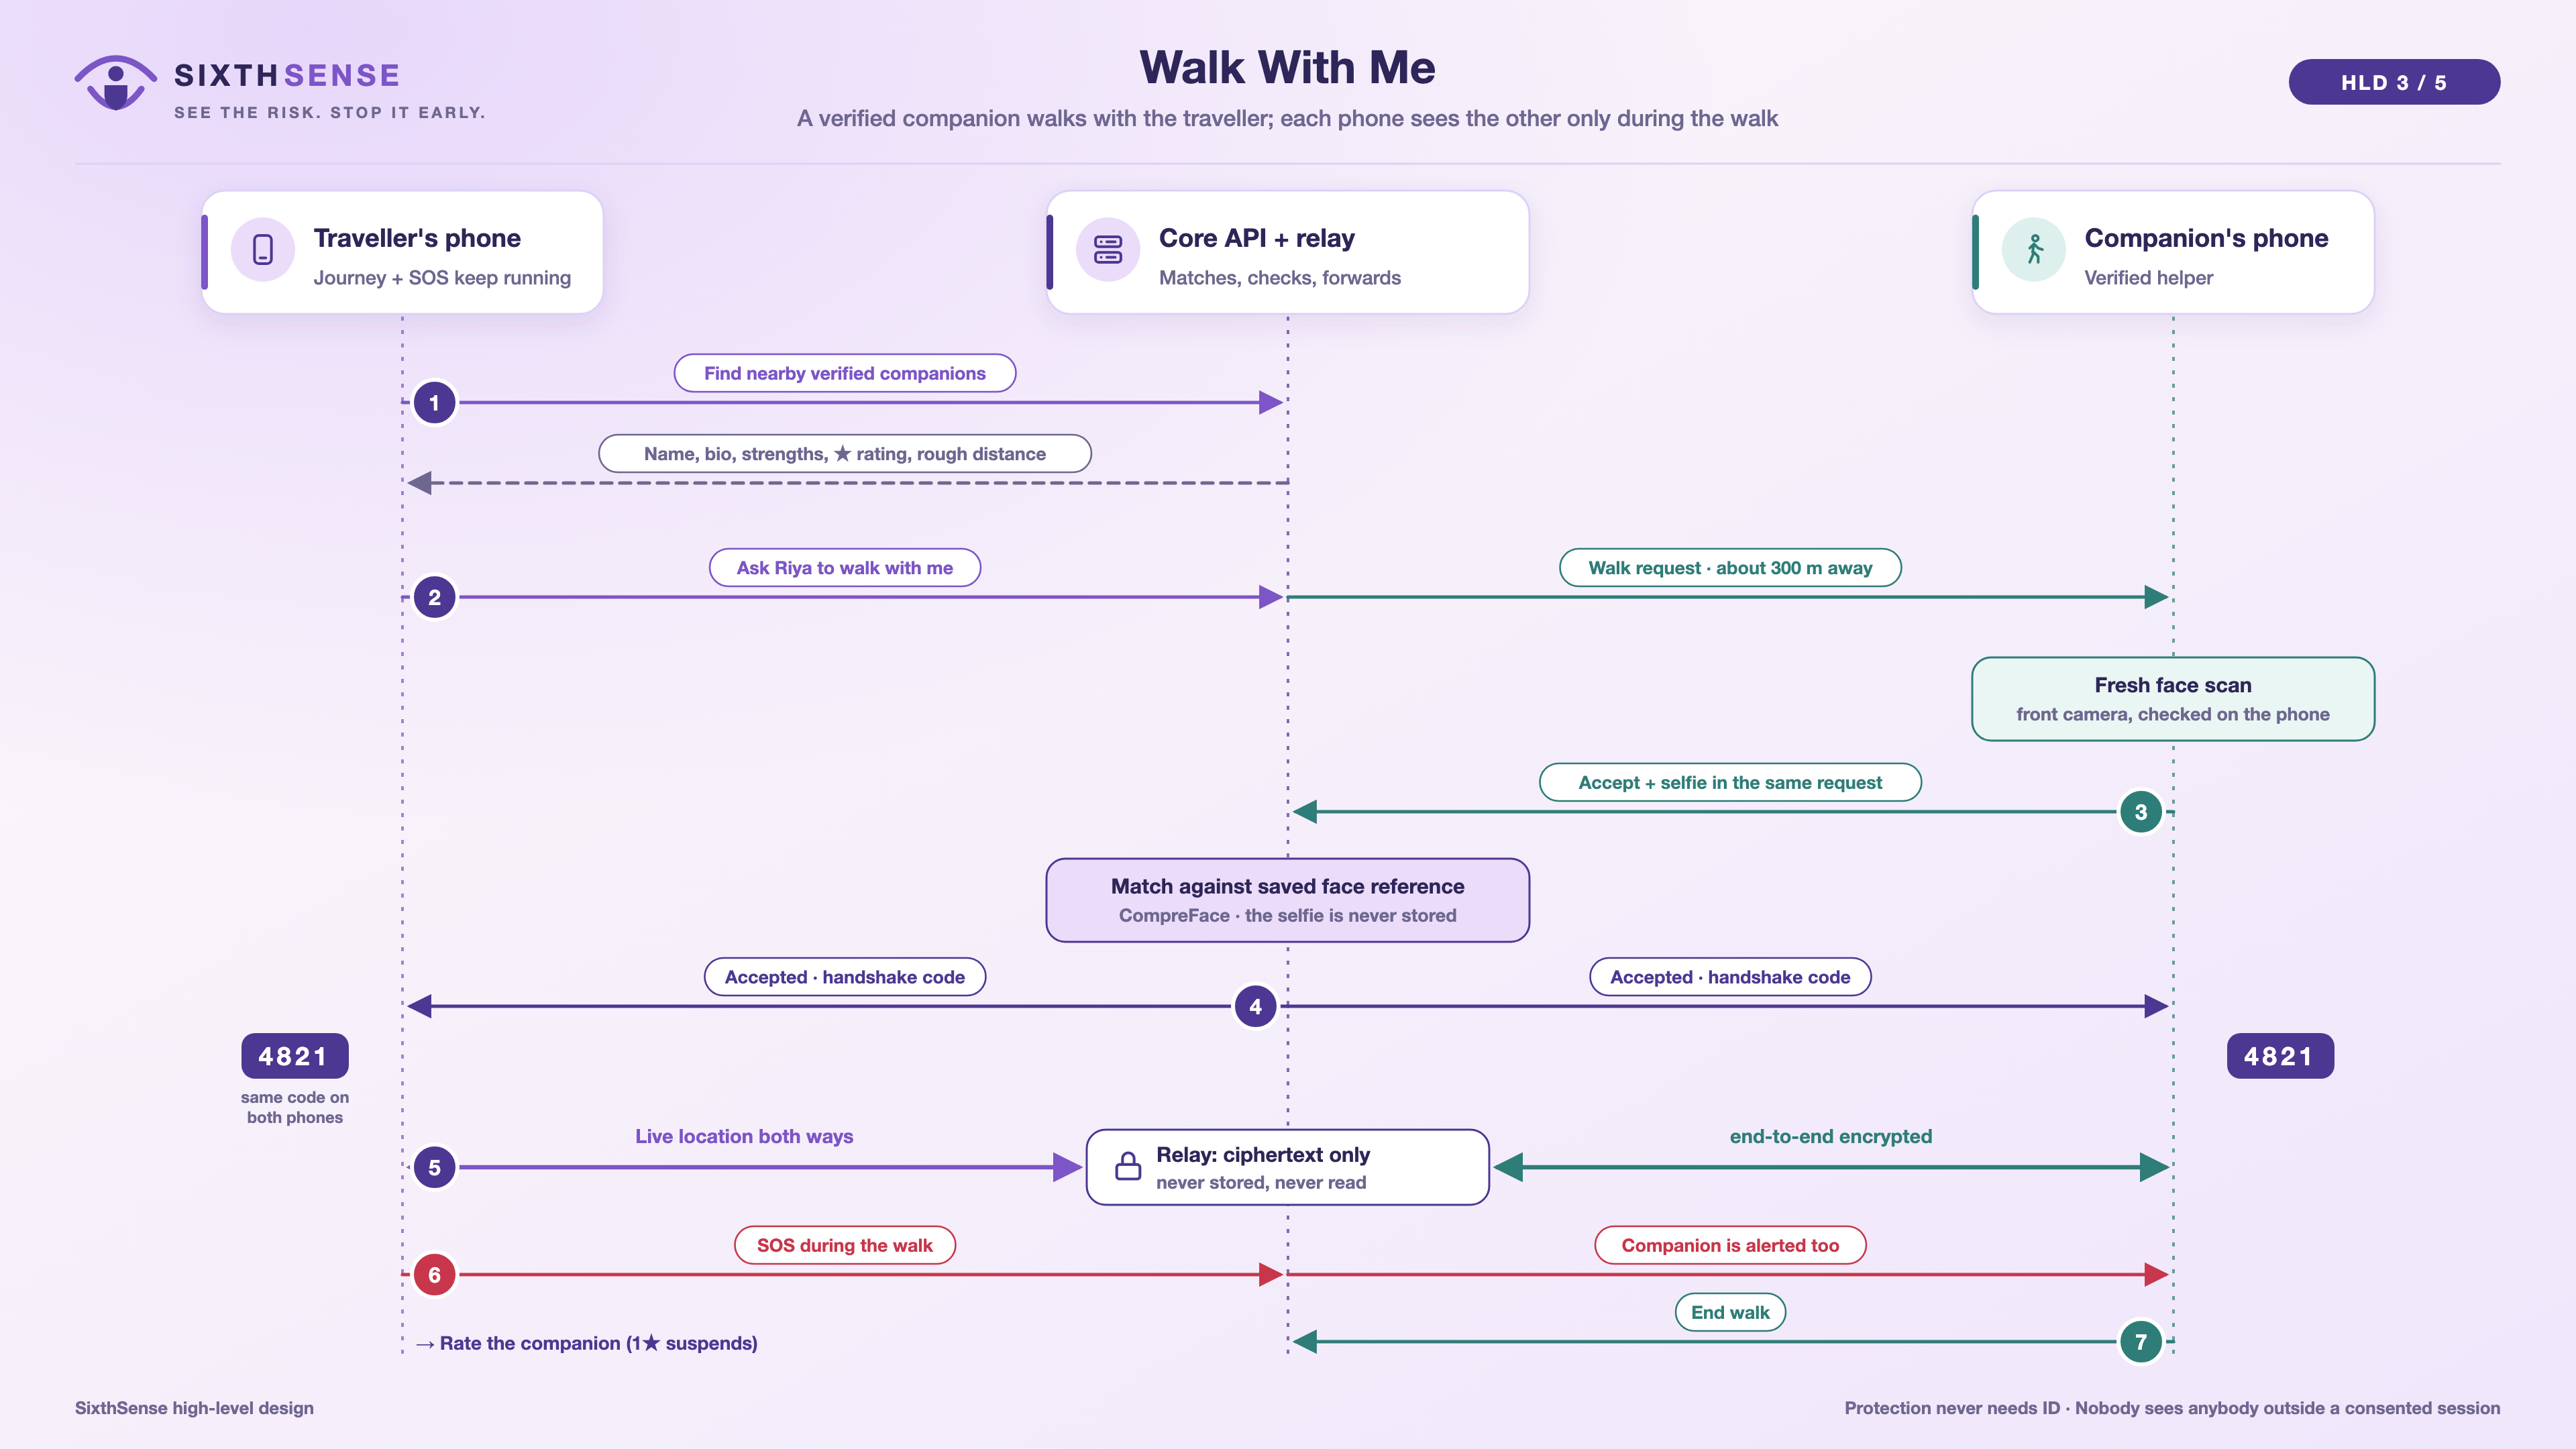 SIXTHSENSE
SEE THE RISK. STOP IT EARLY.
Walk With Me
A verified companion walks with the traveller; each phone sees the other only during the walk
HLD 3 / 5
Traveller's phone
Journey + SOS keep running
Core API + relay
Matches, checks, forwards
Companion's phone
Verified helper
Find nearby verified companions
1
Name, bio, strengths, ★ rating, rough distance
Ask Riya to walk with me
Walk request · about 300 m away
2
Fresh face scan
front camera, checked on the phone
Accept + selfie in the same request
3
Match against saved face reference
CompreFace · the selfie is never stored
Accepted · handshake code
Accepted · handshake code
4
4821
4821
same code on
both phones
Live location both ways
end-to-end encrypted
5
Relay: ciphertext only
never stored, never read
SOS during the walk
Companion is alerted too
6
End walk
7
→ Rate the companion (1★ suspends)
SixthSense high-level design
Protection never needs ID · Nobody sees anybody outside a consented session